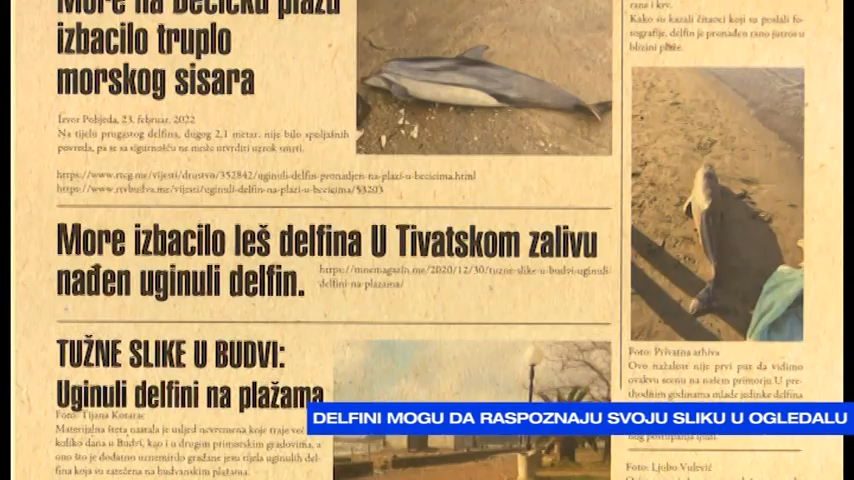 More na Bečićku plažu
izbacilo truplo
morskog sisara
Izvor Pobjeda, 23. februar, 2022
Na tijelu prugastog delfina, dugog 2,1 metar, nije bilo spoljašnjih
povreda, pa se sa sigurnošću ne može utvrditi uzrok smrti.
https://www.rtcg.me/vijesti/drustvo/352842/uginuli-delfin-pronadjen-na-plazi-u-becicima.html
https://www.rtvbudva.me/vijesti/uginuli-delfin-na-plazi-u-becicima/53203
More izbacilo leš delfina U Tivatskom zalivu
nađen uginuli delfin.
https://mnemagazin.me/2020/12/30/tuzne-slike-u-budvi-uginuli-
delfini-na-plazama/
TUŽNE SLIKE U BUDVI:
Uginuli delfini na plažama
Foto: Tijana Kotarac
Materijalna šteta nastala je usljed nevremena koje traje već
koliko dana u Budvi, kao i u drugim primorskim gradovima, a
ono što je dodatno uznemirilo građane jesu tijela uginulih del-
fina koja su zatečena na budvanskim plažama.
rana i krv.
Kako su kazali čitaoci koji su poslali fo-
tografije, delfin je pronađen rano jutros u
blizini plaže.
Foto: Privatna arhiva
Ovo nažalost nije prvi put da vidimo
ovakvu scenu na našem primorju. U pre-
thodnim godinama mlade jedinke delfina
nog postupanja ljudi.
Foto: Ljubo Vulević
DELFINI MOGU DA RASPOZNAJU SVOJU SLIKU U OGLEDALU